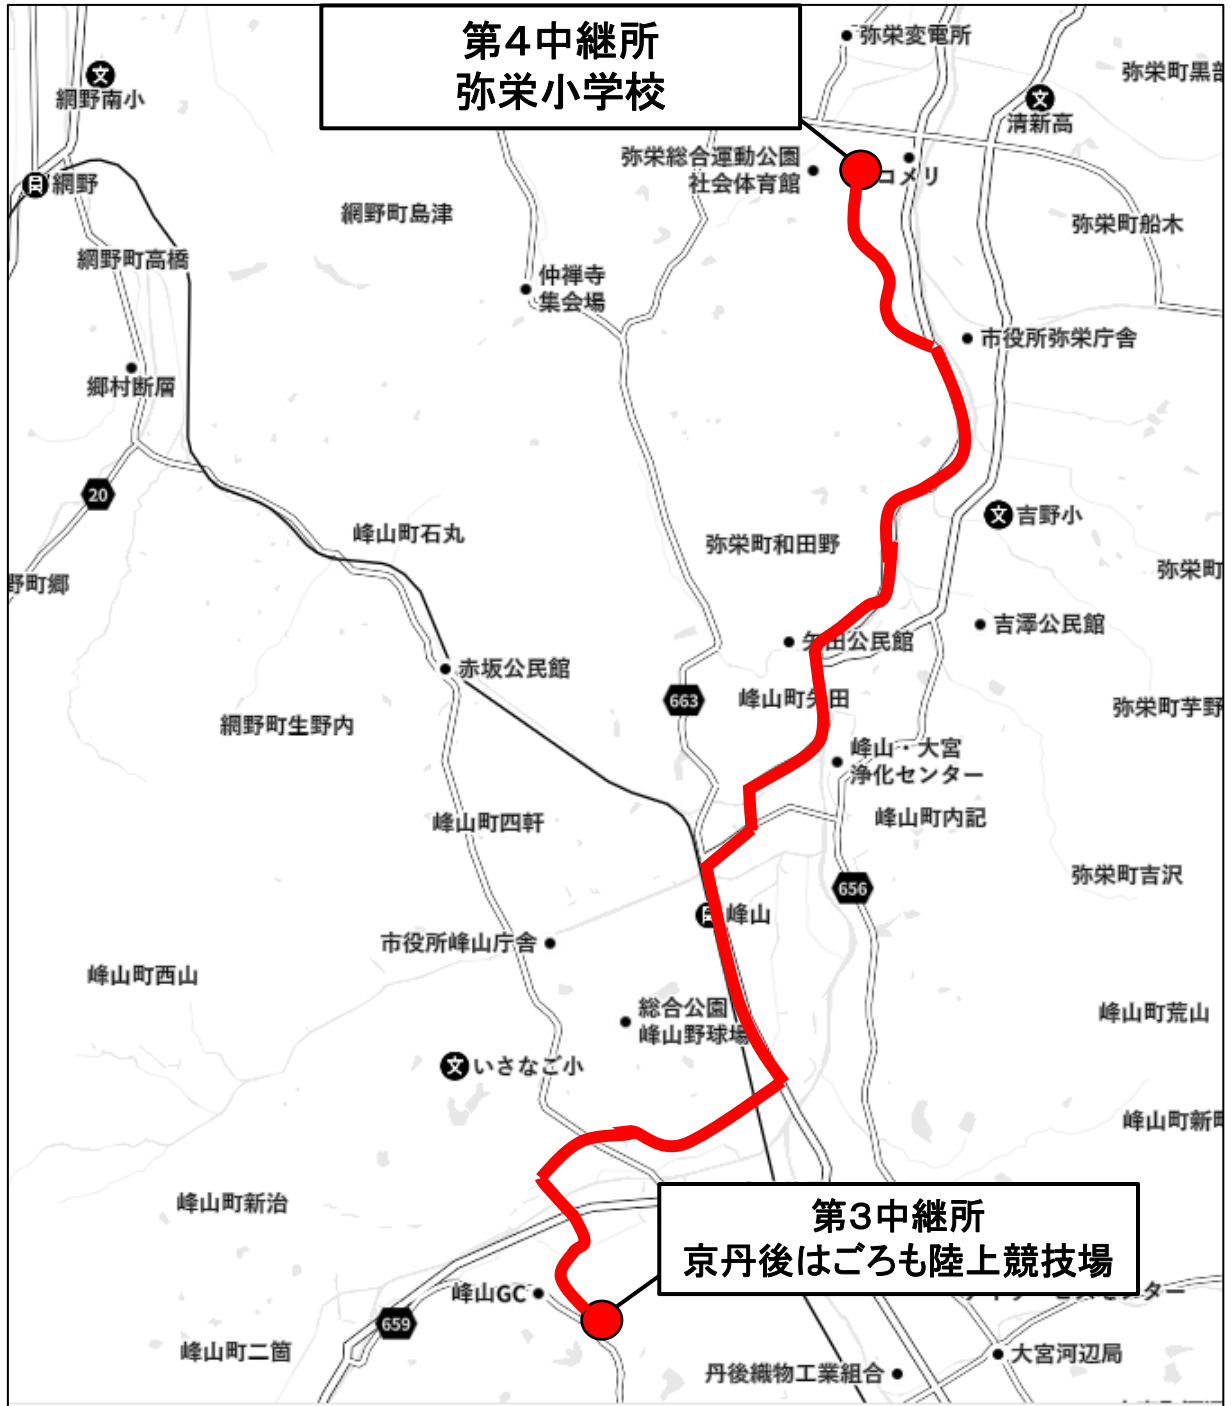 第4中継所
弥栄小学校
弥栄変電所
弥栄町黒部
網野南小
清新高
弥栄総合運動公園
社会体育館
コメリ
網野
網野町島津
弥栄町船木
網野町高橋
仲禅寺
集会場
市役所弥栄庁舎
郷村断層
20
吉野小
峰山町石丸
弥栄町和田野
弥栄町
野町郷
吉澤公民館
矢田公民館
赤坂公民館
663
峰山町矢田
弥栄町芋野
網野町生野内
峰山・大宮
浄化センター
峰山町四軒
峰山町内記
弥栄町吉沢
656
峰山
市役所峰山庁舎
峰山町西山
総合公園
峰山野球場
峰山町荒山
いさなご小
峰山町新町
峰山町新治
第3中継所
京丹後はごろも陸上競技場
峰山GC
659
峰山町二箇
大宮河辺局
丹後織物工業組合